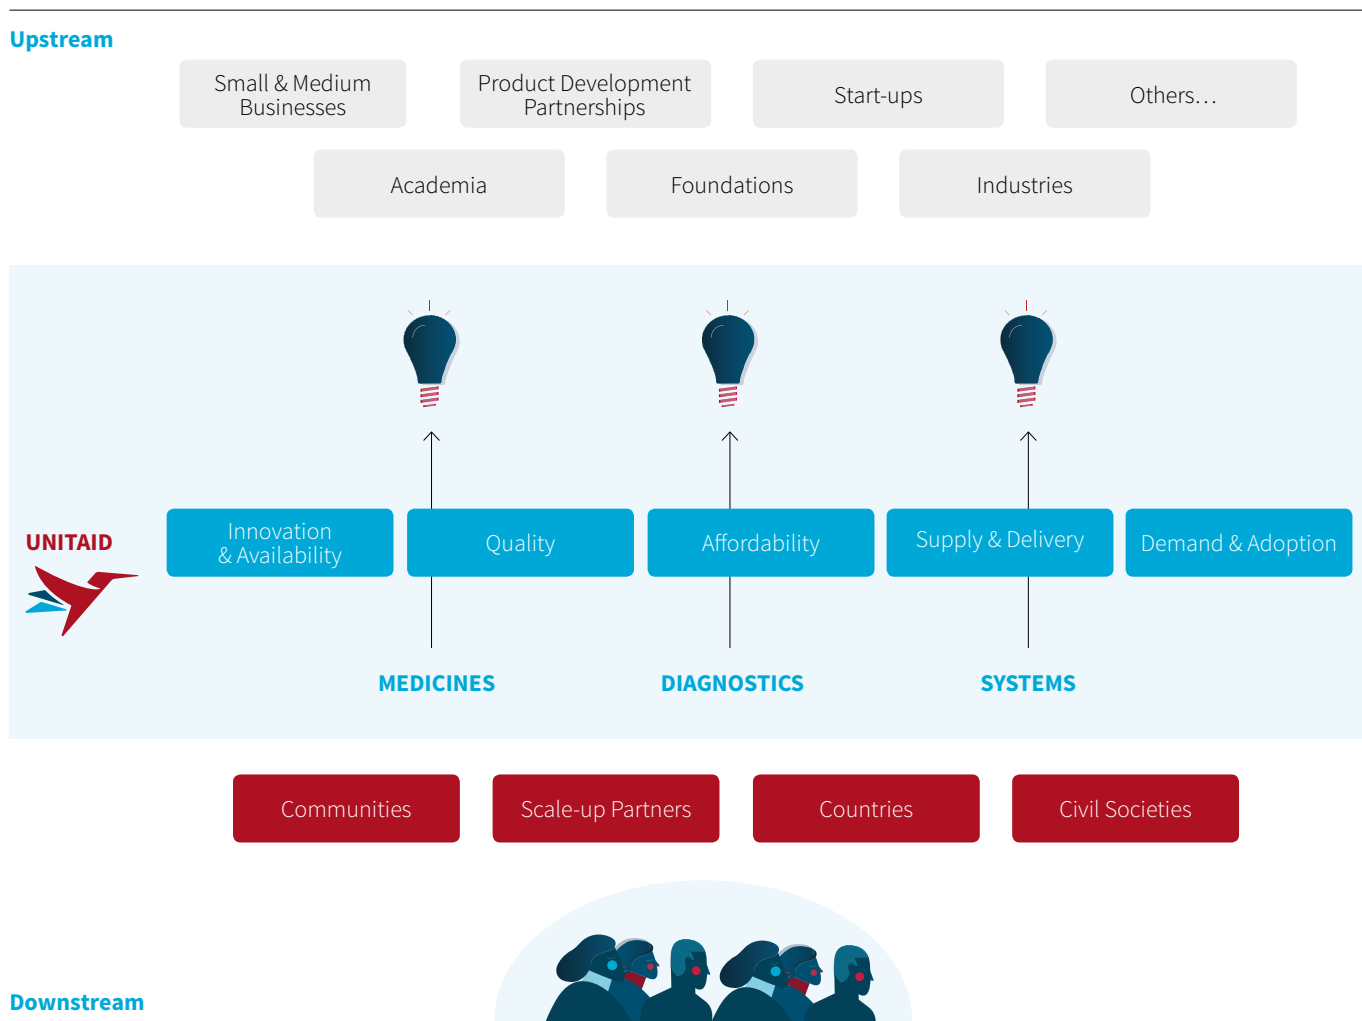 Upstream
Small & Medium
Businesses
Product Development
Partnerships
Start-ups
Others…
Academia
Foundations
Industries
UNITAID
Innovation
& Availability
Quality
Affordability
Supply & Delivery
Demand & Adoption
MEDICINES
DIAGNOSTICS
SYSTEMS
Communities
Scale-up Partners
Countries
Civil Societies
Downstream